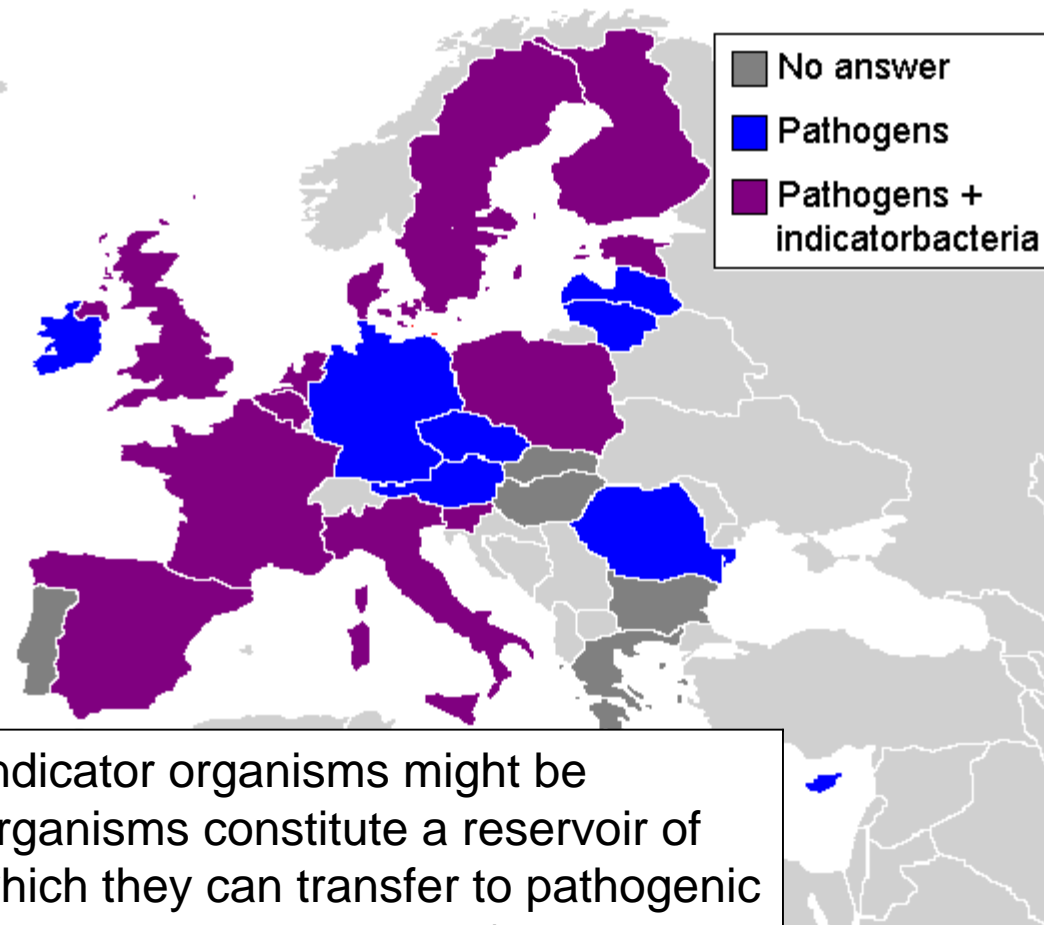 No answer
Pathogens
Pathogens +
indicatorbacteria
ndicator organisms might be
rganisms constitute a reservoir of
hich they can transfer to pathogenic